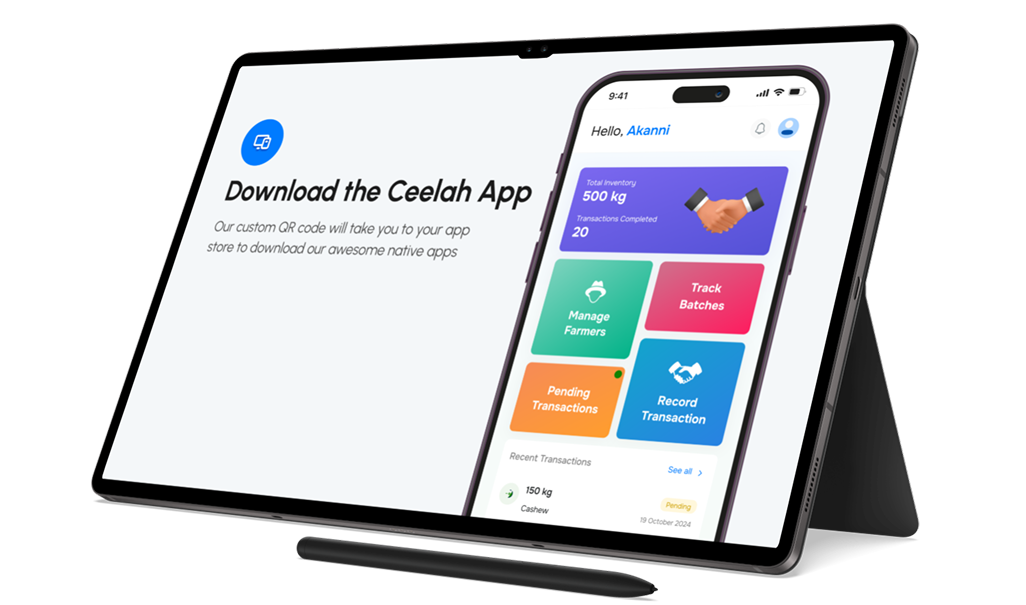 Download the Ceelah App
Our custom QR code will take you to your app
store to download our awesome native apps
9:41
Hello, Akanni
Total Inventory
500 kg
Transactions Completed
20
Manage
Farmers
Track
Batches
Pending
Transactions
Record
Transaction
Recent Transactions
See all
150 kg
Cashew
Pending
19 October 2024